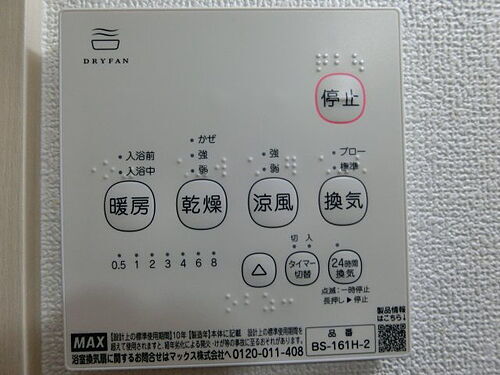 DRYFAN
停止
かぜ
入浴前
強
強
ブロー
入浴中
弱
弱
標準
暖房
乾燥
涼風
換気
切 入
0.5 1 2 3 4 6 8
△
タイマー
切替
24時間
換気
点滅:一時停止
長押し▶停止
製品情報
はこちら↓
MAX
【設計上の標準使用期間】10年【製造年】本体に記載 設計上の標準使用期間を
超えて使用されますと、経年劣化による発火・けが等の事故に至るおそれがあります。
浴室換気扇に関するお問合せはマックス株式会社へ 0120-011-408
品番
BS-161H-2